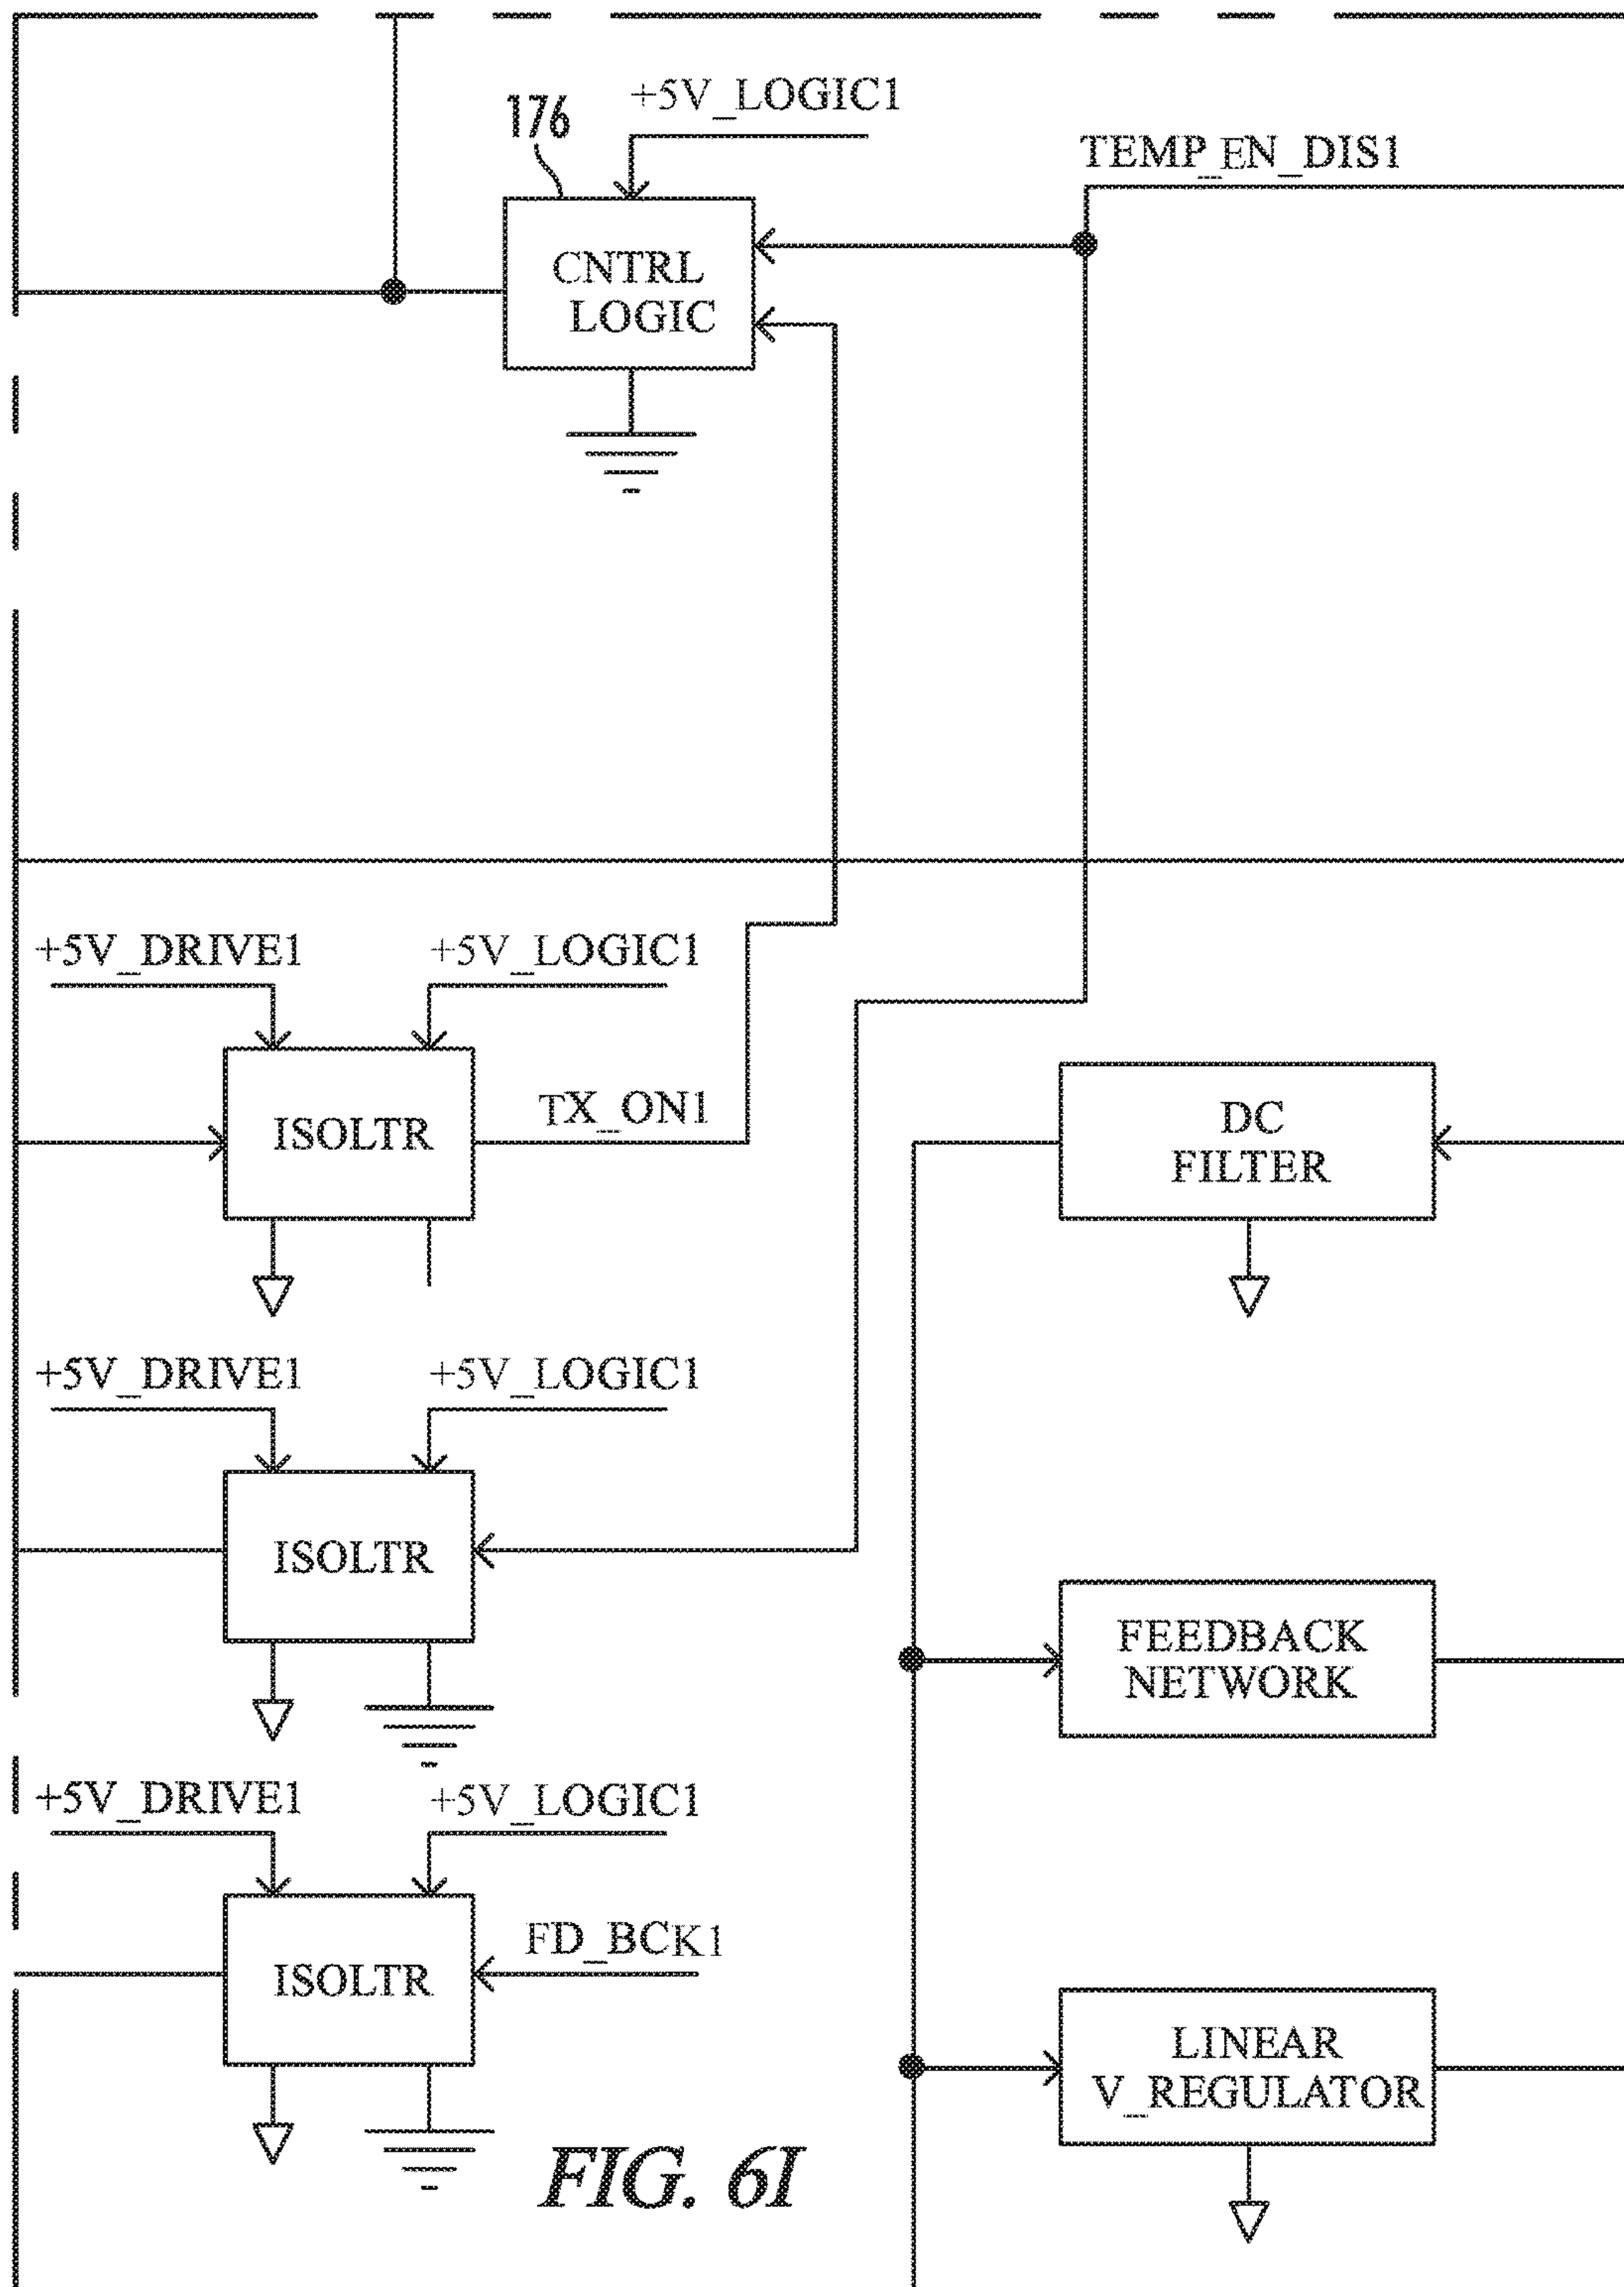 +5V_LOGIC1
176
TEMP_EN_DIS1
CNTRL
LOGIC
+5V_DRIVE1
+5V_LOGIC1
ISOLTR
TX_ON1
DC
FILTER
+5V_DRIVE1
+5V_LOGIC1
ISOLTR
FEEDBACK
NETWORK
+5V_DRIVE1
+5V_LOGIC1
ISOLTR
FD_BCK1
LINEAR
V_REGULATOR
FIG. 6I